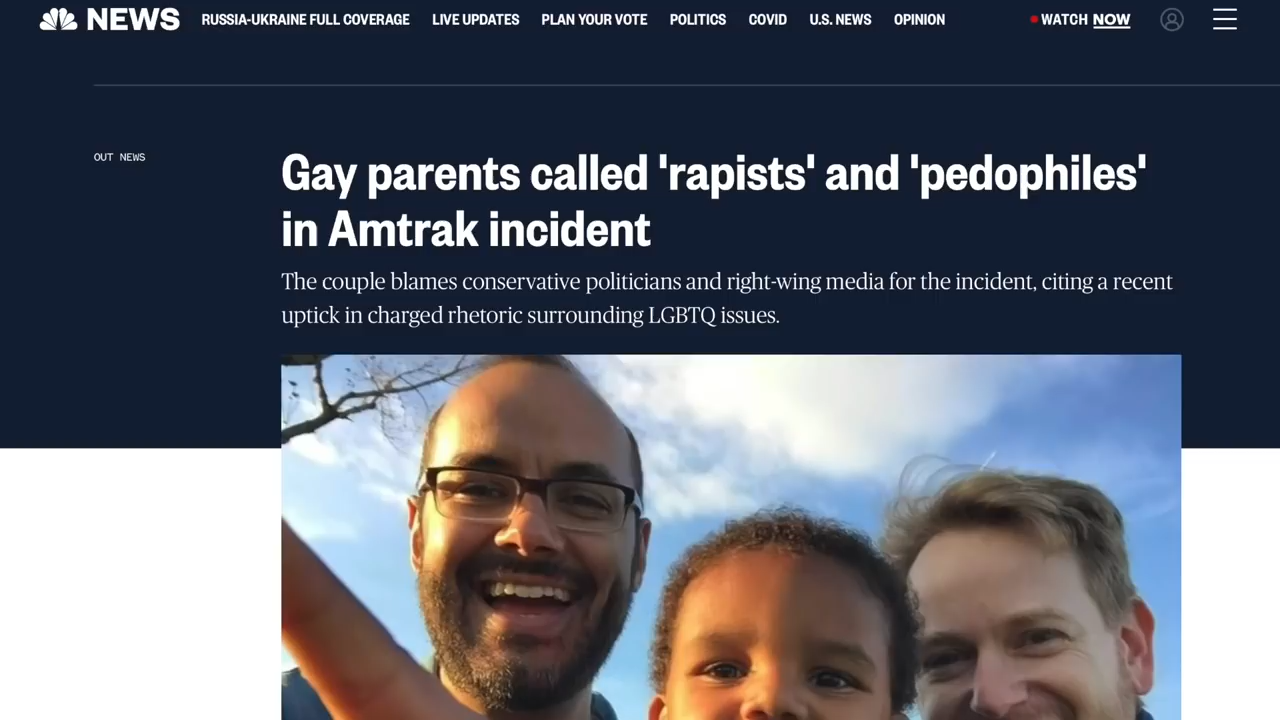 NEWS RUSSIA-UKRAINE FULL COVERAGE LIVE UPDATES PLAN YOUR VOTE POLITICS COVID U.S. NEWS OPINION WATCH NOW
OUT NEWS
Gay parents called 'rapists' and 'pedophiles'
in Amtrak incident
The couple blames conservative politicians and right-wing media for the incident, citing a recent
uptick in charged rhetoric surrounding LGBTQ issues.